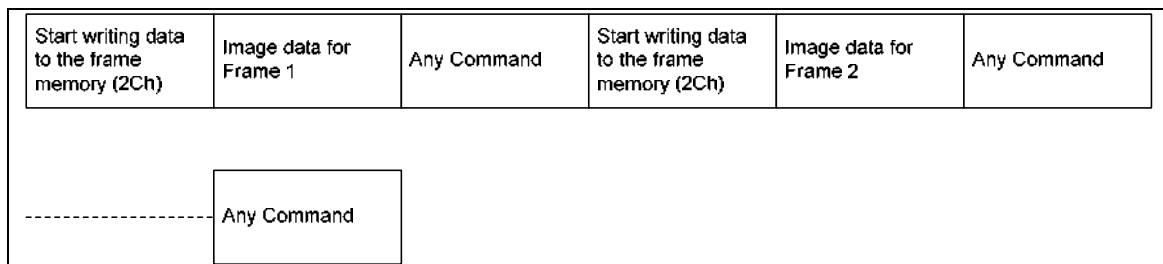 Start writing data
to the frame
memory (2Ch)
Image data for
Frame 1
Any Command
Start writing data
to the frame
memory (2Ch)
Image data for
Frame 2
Any Command
Any Command